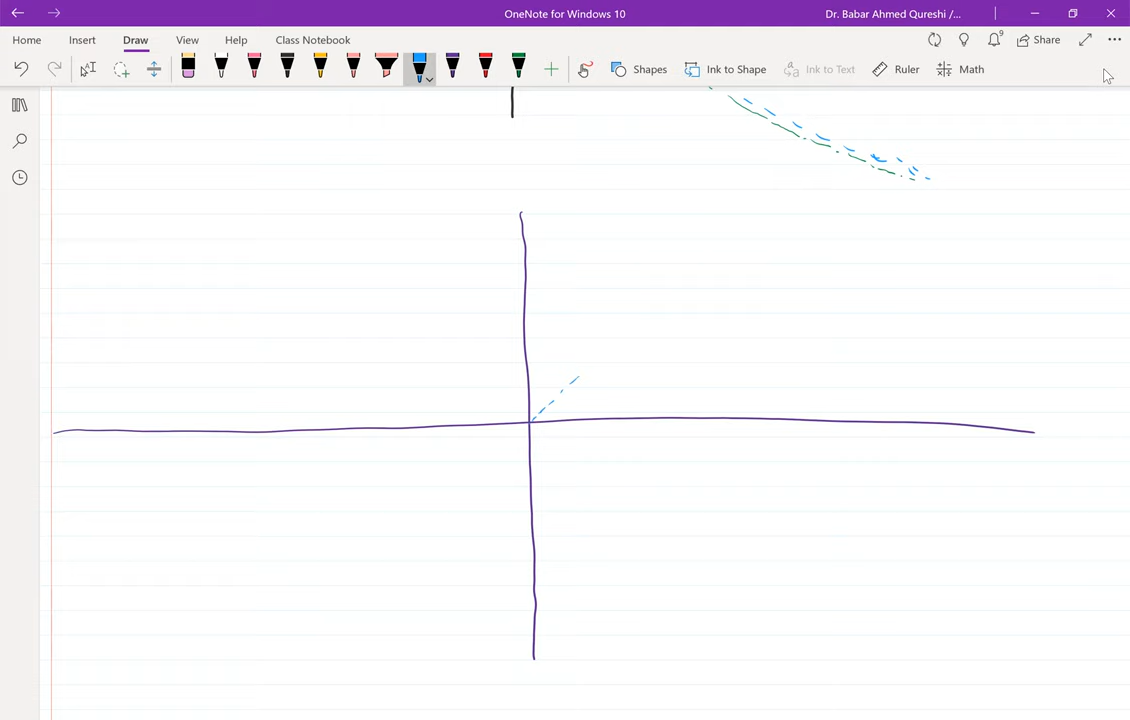 OneNote for Windows 10
Dr. Babar Ahmed Qureshi /...
Home Insert Draw View Help Class Notebook
9
Share
Shapes
Ink to Shape
Ink to Text
Ruler
Math